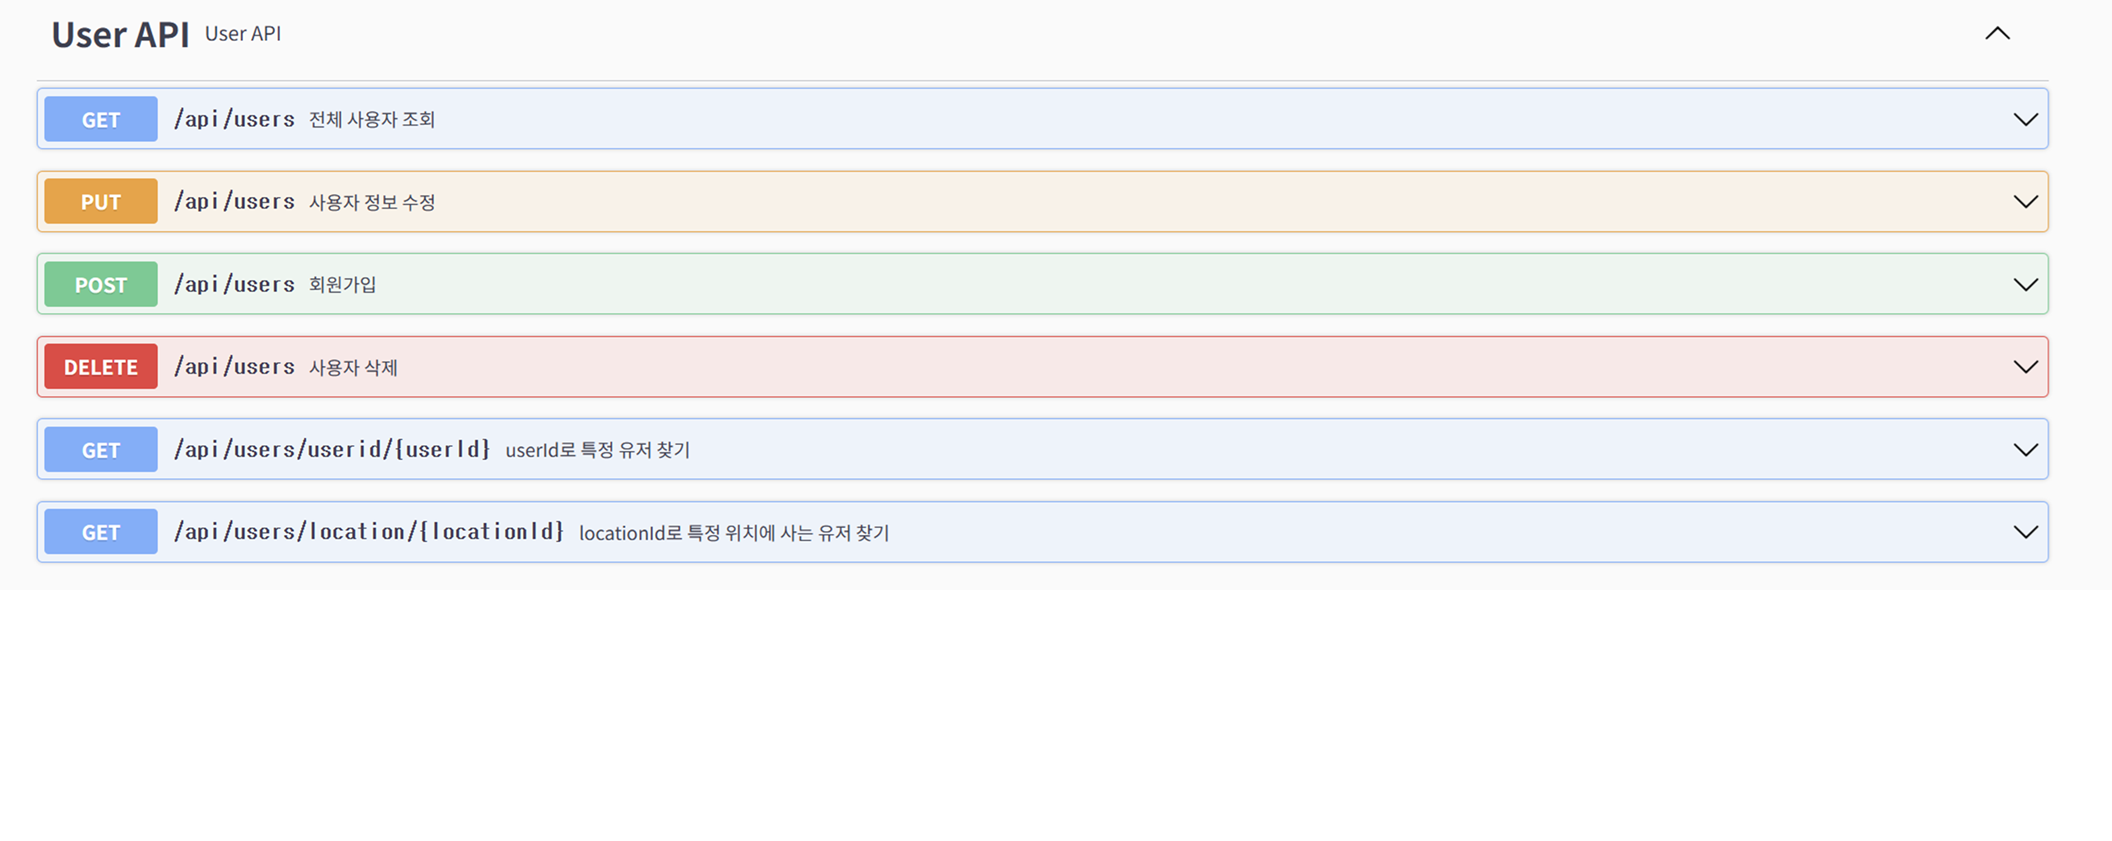 User API User API
GET /api/users 전체 사용자 조회
PUT /api/users 사용자 정보 수정
POST /api/users 회원가입
DELETE /api/users 사용자 삭제
GET /api/users/userid/{userId} userId로 특정 유저 찾기
GET /api/users/location/{locationId} locationId로 특정 위치에 사는 유저 찾기